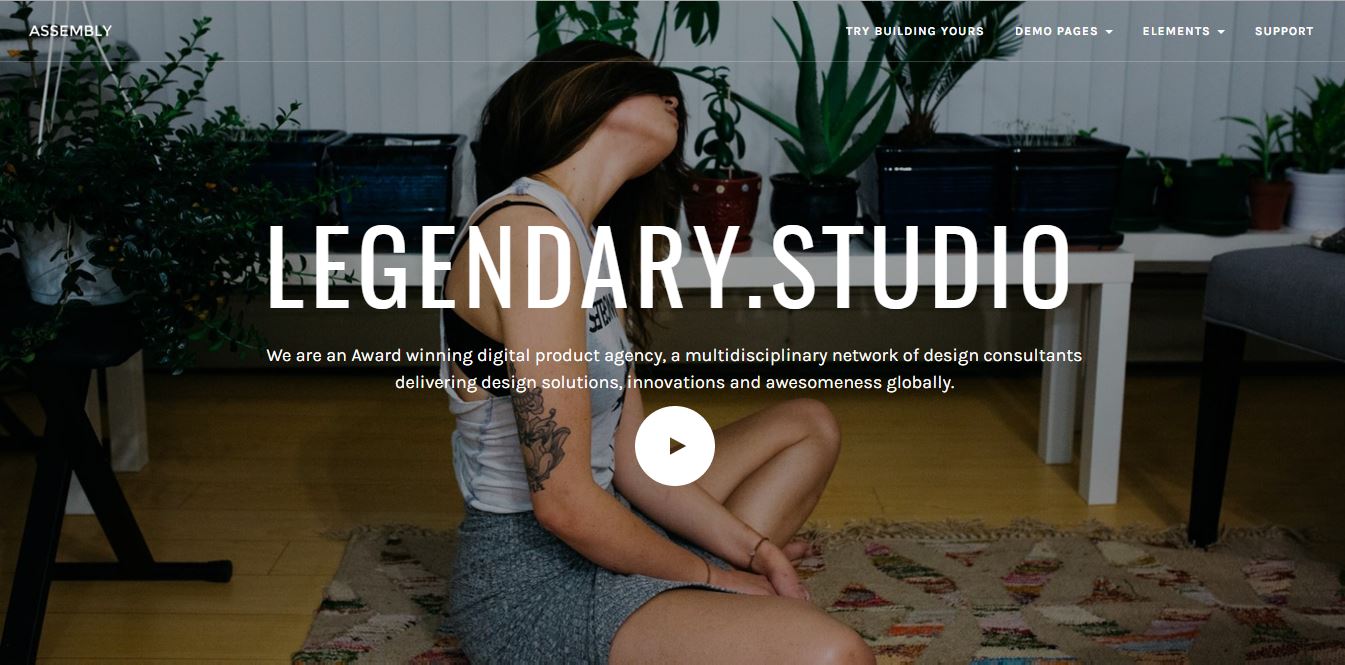 ASSEMBLY
TRY BUILDING YOURS DEMO PAGES ELEMENTS SUPPORT
LEGENDARY.STUDIO
We are an Award winning digital product agency, a multidisciplinary network of design consultants
delivering design solutions, innovations and awesomeness globally.